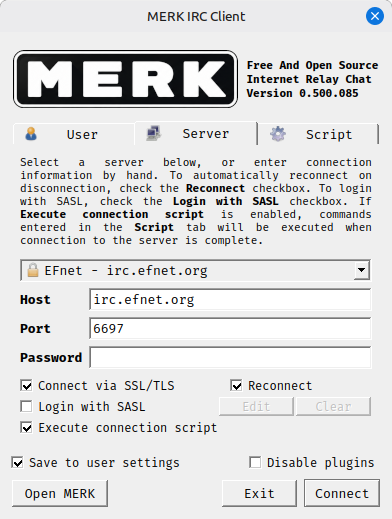 MERK IRC Client
MERK
Free And Open Source
Internet Relay Chat
Version 0.500.085
User
Server
Script
Select a server below, or enter connection
information by hand. To automatically reconnect on
disconnection, check the Reconnect checkbox. To login
with SASL, check the Login with SASL checkbox. If
Execute connection script is enabled, commands
entered in the Script tab will be executed when
connection to the server is complete.
EFnet - irc.efnet.org
Host irc.efnet.org
Port 6697
Password
Connect via SSL/TLS Reconnect
Login with SASL Edit Clear
Execute connection script
Save to user settings Disable plugins
Open MERK Exit Connect